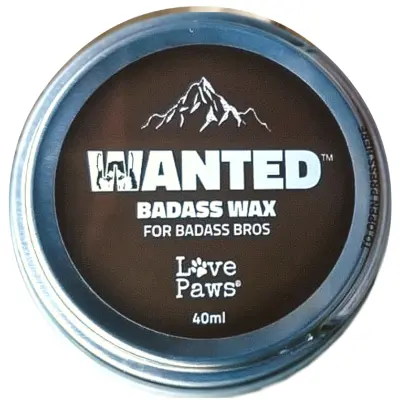 WANTED™
BADASS WAX
FOR BADASS BROS
Love
Paws®
40ml